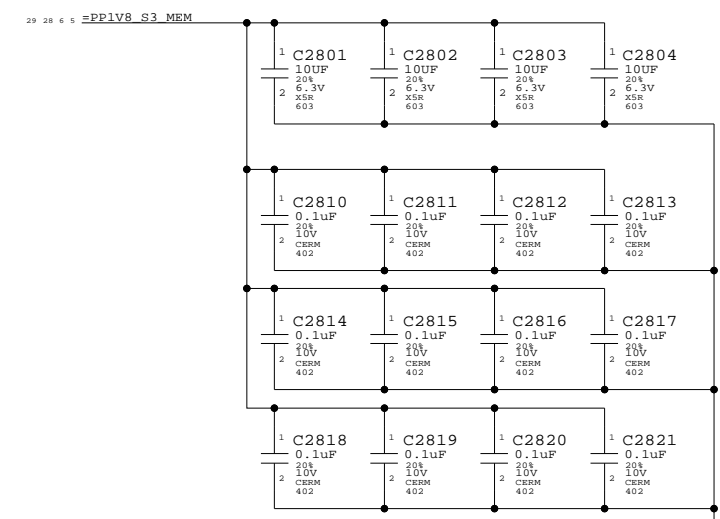 29 28 6 5 =PP1V8_S3_MEM
1 C2801 1 C2802 1 C2803 1 C2804
10UF 10UF 10UF 10UF
20% 20% 20% 20%
2 6.3V 2 6.3V 2 6.3V 2 6.3V
X5R X5R X5R X5R
603 603 603 603
1 C2810 1 C2811 1 C2812 1 C2813
0.1uF 0.1uF 0.1uF 0.1uF
20% 20% 20% 20%
2 10V 2 10V 2 10V 2 10V
CERM CERM CERM CERM
402 402 402 402
1 C2814 1 C2815 1 C2816 1 C2817
0.1uF 0.1uF 0.1uF 0.1uF
20% 20% 20% 20%
2 10V 2 10V 2 10V 2 10V
CERM CERM CERM CERM
402 402 402 402
1 C2818 1 C2819 1 C2820 1 C2821
0.1uF 0.1uF 0.1uF 0.1uF
20% 20% 20% 20%
2 10V 2 10V 2 10V 2 10V
CERM CERM CERM CERM
402 402 402 402